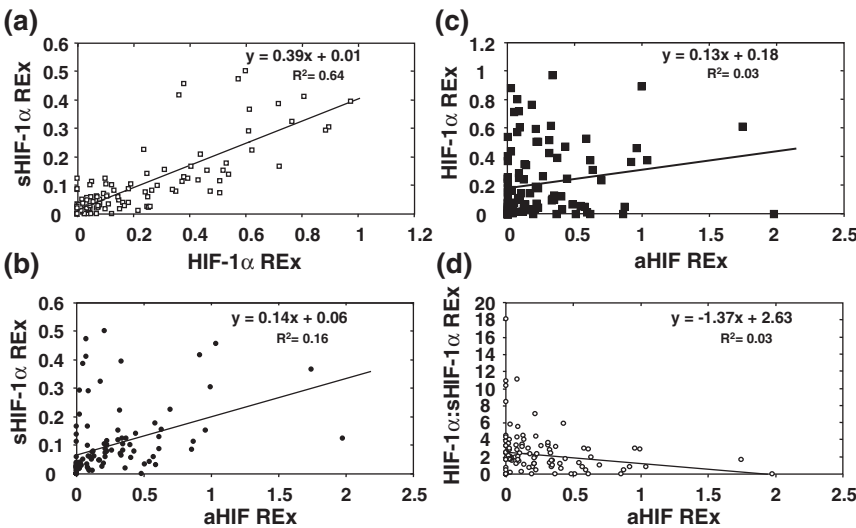 (a)
0.6
0.5
0.4
0.3
0.2
0.1
0
sHIF-1α REx
y = 0.39x + 0.01
R²= 0.64
0 0.2 0.4 0.6 0.8 1 1.2
HIF-1α REx
(c)
1.2
1
0.8
0.6
0.4
0.2
0
HIF-1α REx
y = 0.13x + 0.18
R²= 0.03
0 0.5 1 1.5 2 2.5
aHIF REx
(b)
0.6
0.5
0.4
0.3
0.2
0.1
0
sHIF-1α REx
y = 0.14x + 0.06
R²= 0.16
0 0.5 1 1.5 2 2.5
aHIF REx
(d)
20
18
16
14
12
10
8
6
4
2
0
HIF-1α:sHIF-1α REx
y = -1.37x + 2.63
R²= 0.03
0 0.5 1 1.5 2 2.5
aHIF REx